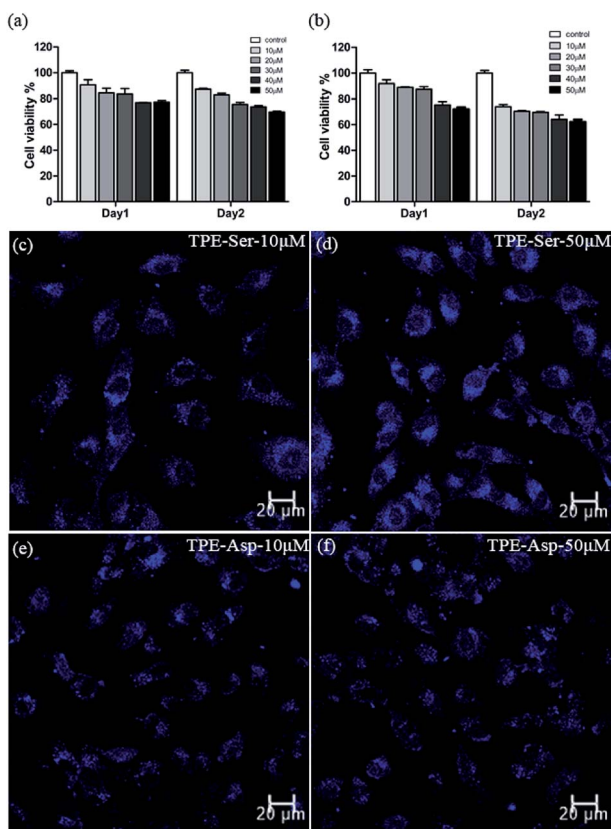 (a)
Cell viability %
120
100
80
60
40
20
0
control
10μM
20μM
30μM
40μM
50μM
Day1
Day2
(b)
Cell viability %
120
100
80
60
40
20
0
control
10μM
20μM
30μM
40μM
50μM
Day1
Day2
(c)
TPE-Ser-10μM
20 μm
(d)
TPE-Ser-50μM
20 μm
(e)
TPE-Asp-10μM
20 μm
(f)
TPE-Asp-50μM
20 μm